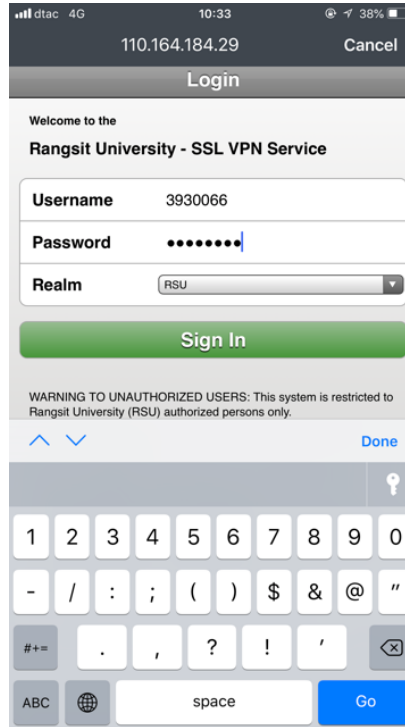 dtac 4G 10:33 38%
110.164.184.29 Cancel
Login
Welcome to the
Rangsit University - SSL VPN Service
Username 3930066
Password ••••••••
Realm RSU
Sign In
WARNING TO UNAUTHORIZED USERS: This system is restricted to
Rangsit University (RSU) authorized persons only.
Done
1 2 3 4 5 6 7 8 9 0
- / : ; ( ) $ & @ "
#+= . , ? ! '
ABC space Go